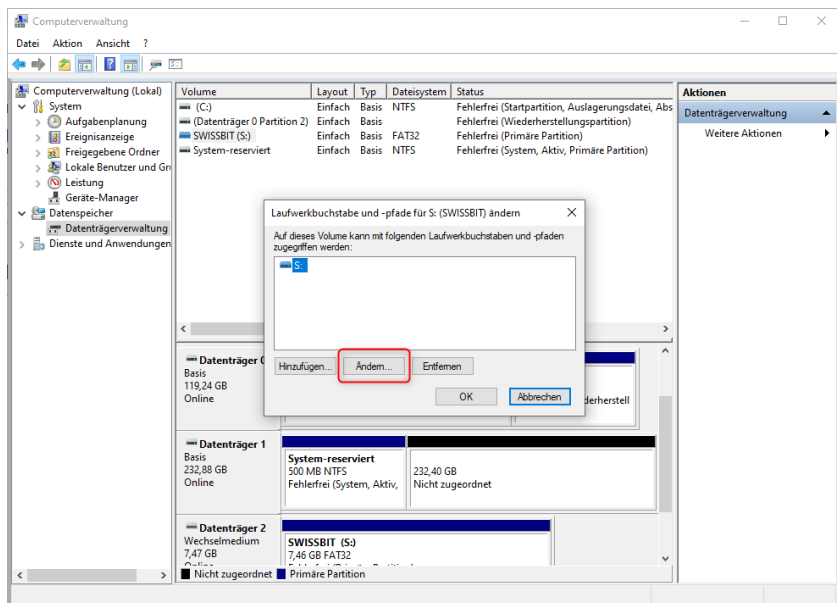 Computerverwaltung
Datei Aktion Ansicht ?
Computerverwaltung (Lokal)
System
Aufgabenplanung
Ereignisanzeige
Freigegebene Ordner
Lokale Benutzer und Gru
Leistung
Geräte-Manager
Datenspeicher
Datenträgerverwaltung
Dienste und Anwendungen
Volume Layout Typ Dateisystem Status
(C:) Einfach Basis NTFS Fehlerfrei (Startpartition, Auslagerungsdatei, Abs
(Datenträger 0 Partition 2) Einfach Basis Fehlerfrei (Wiederherstellungspartition)
SWISSBIT (S:) Einfach Basis FAT32 Fehlerfrei (Primäre Partition)
System-reserviert Einfach Basis NTFS Fehlerfrei (System, Aktiv, Primäre Partition)
Aktionen
Datenträgerverwaltung
Weitere Aktionen
Laufwerkbuchstabe und -pfade für S: (SWISSBIT) ändern
Auf dieses Volume kann mit folgenden Laufwerkbuchstaben und -pfaden
zugegriffen werden:
S:
Hinzufügen... Ändern... Entfernen
OK Abbrechen
Datenträger 0
Basis
119,24 GB
Online
derherstell
Datenträger 1
Basis
232,88 GB
Online
System-reserviert
500 MB NTFS
Fehlerfrei (System, Aktiv,
232,40 GB
Nicht zugeordnet
Datenträger 2
Wechselmedium
7,47 GB
SWISSBIT (S:)
7,46 GB FAT32
Nicht zugeordnet Primäre Partition